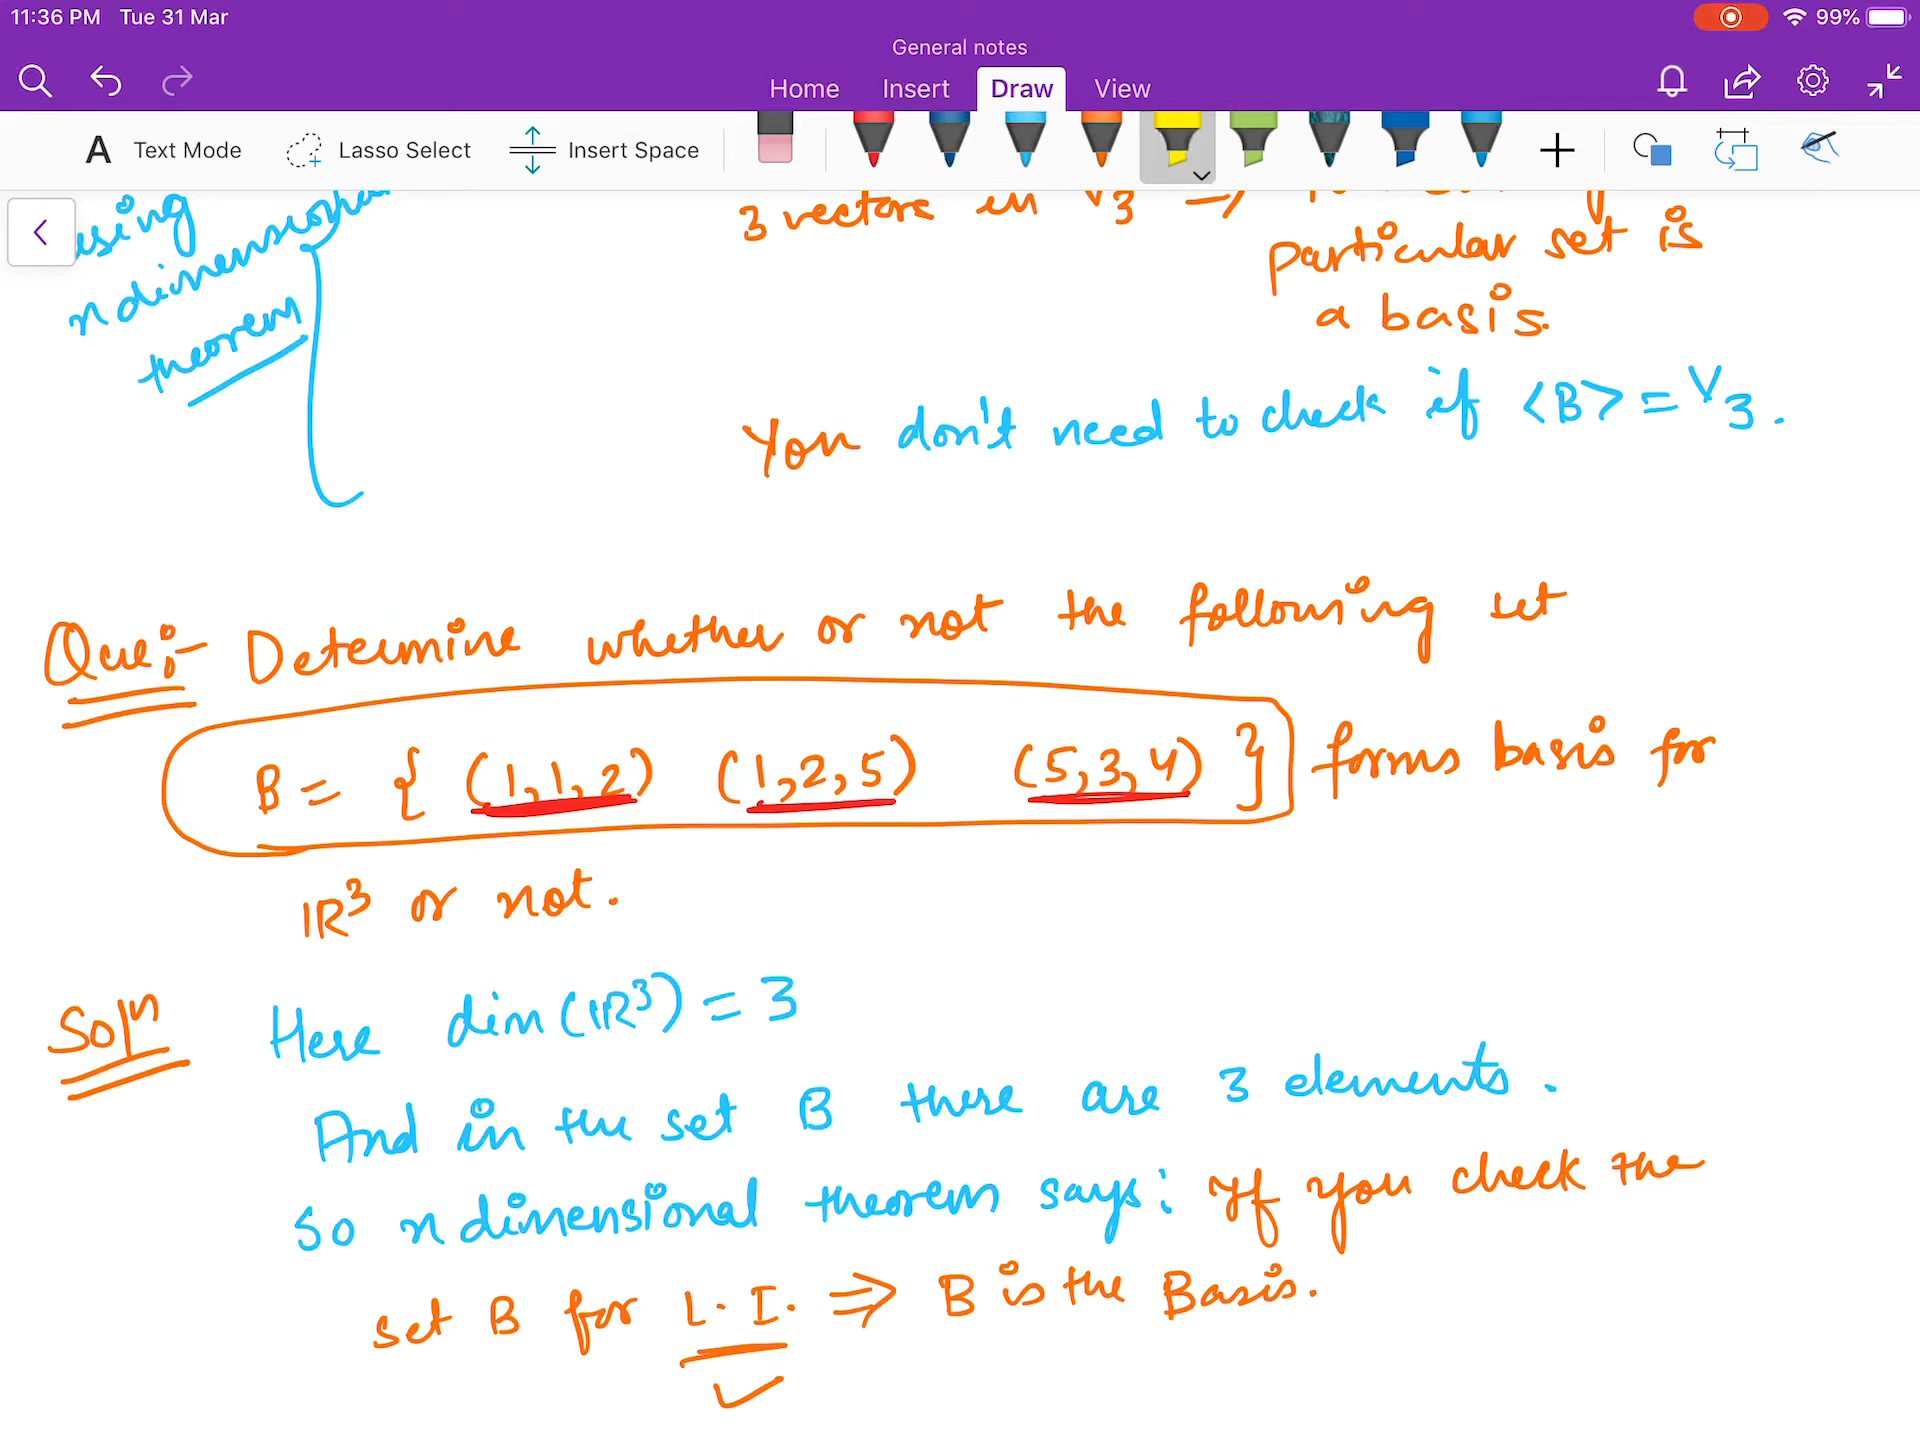 11:36 PM Tue 31 Mar
99%
General notes
Home Insert Draw View
A Text Mode Lasso Select Insert Space
using
n dimensional
theorem
3 vectors in V3 →
particular set is
a basis.
You don't need to check if <B> = V3.
Que:- Determine whether or not the following set
B = { (1,1,2) (1,2,5) (5,3,4) } forms basis for
IR³ or not.
Solⁿ Here dim(IR³) = 3
And in the set B there are 3 elements.
So n dimensional theorem says: If you check the
set B for L.I. ⇒ B is the Basis.